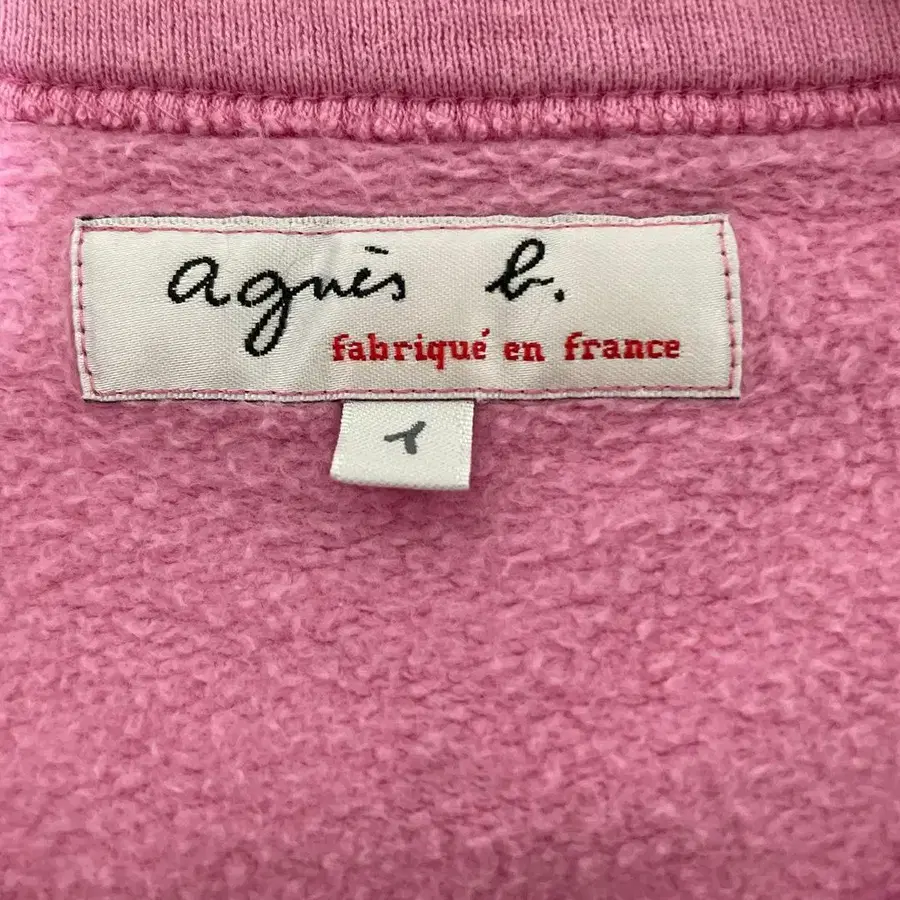 agnès b.
fabriqué en france
1